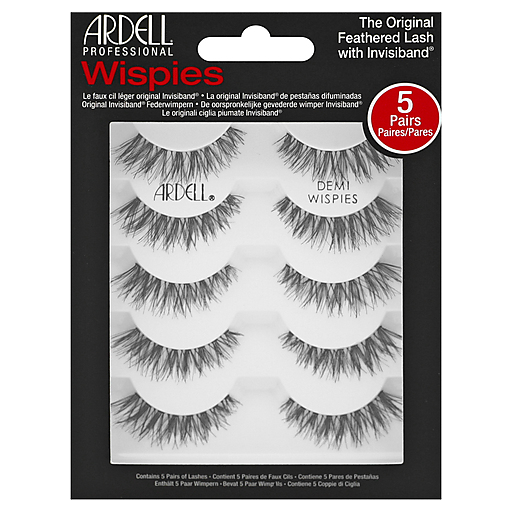 ARDELL
PROFESSIONAL
Wispies
The Original
Feathered Lash
with Invisiband®
Le faux cil léger original Invisiband® • La original Invisiband® de pestañas difuminadas
Original Invisiband® Federwimpern • De oorspronkelijke gevederde wimper Invisiband®
Le originali ciglia piumate Invisiband®
5
Pairs
Paires/Pares
ARDELL®
DEMI
WISPIES
Contains 5 Pairs of Lashes • Contient 5 Paires de Faux Cils • Contiene 5 Pares de Pestañas
Enthält 5 Paar Wimpern • Bevat 5 Paar Wimpers • Contiene 5 Coppie di Ciglia